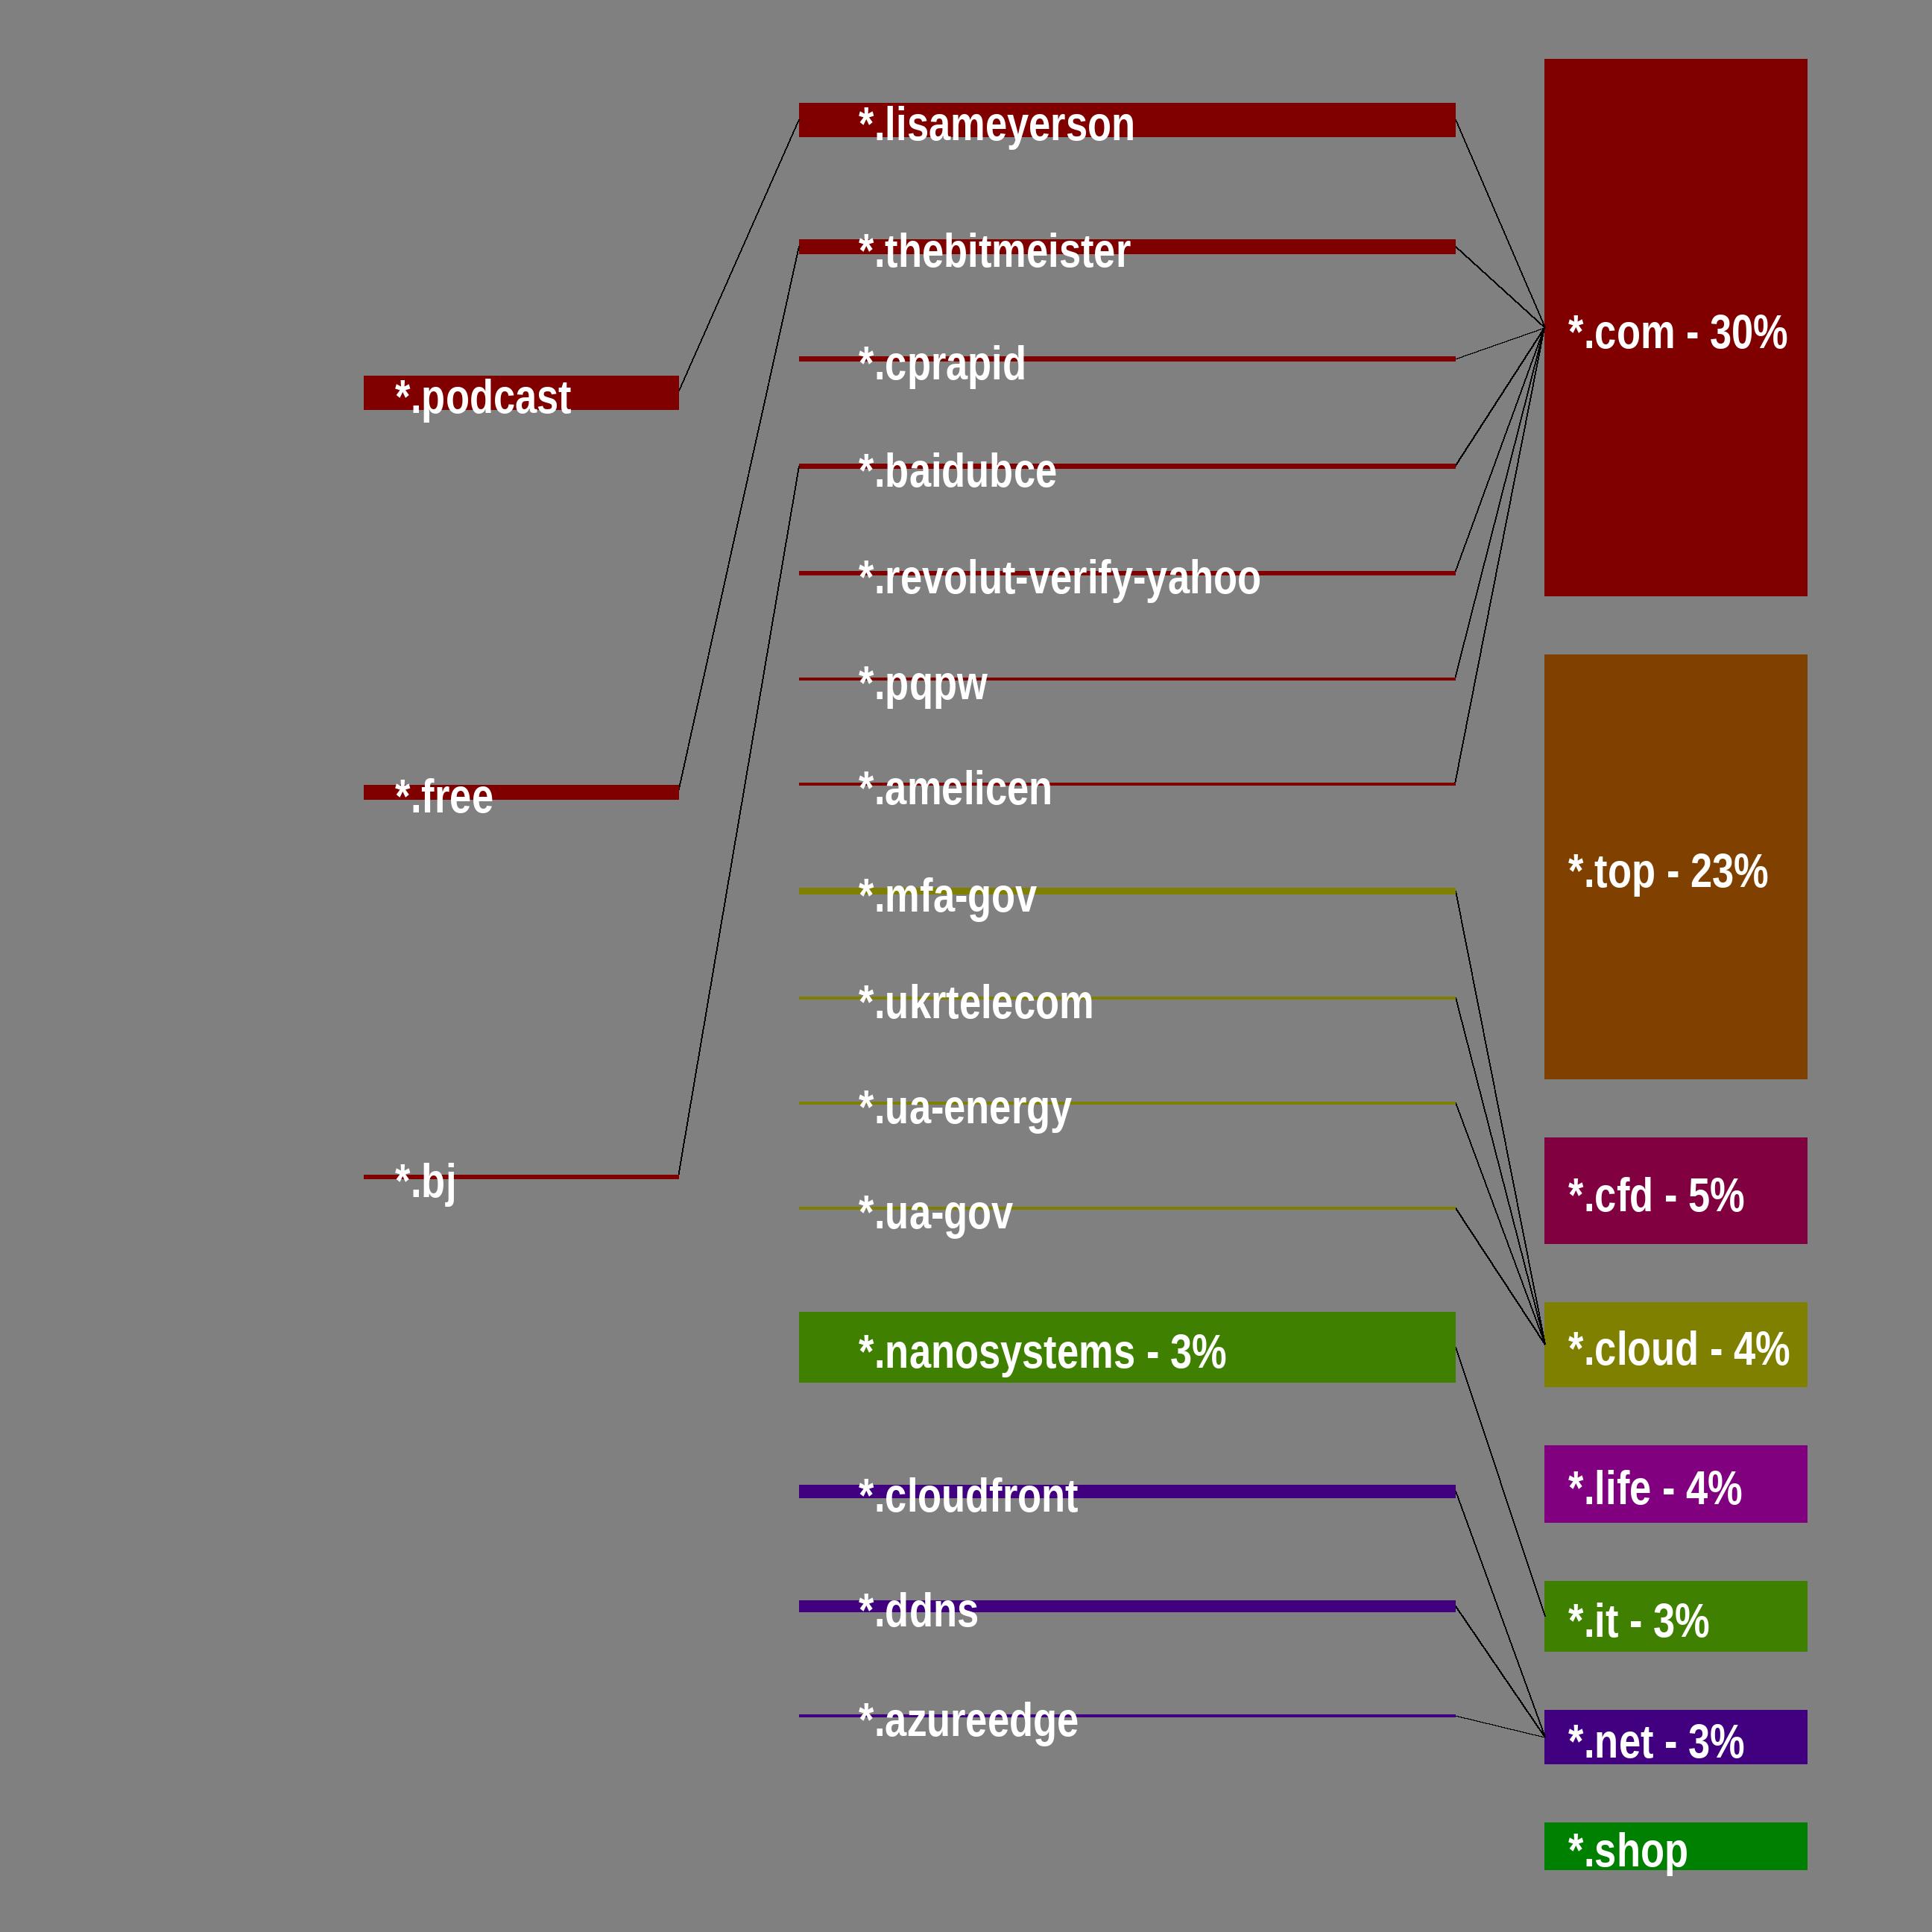 *.podcast
*.free
*.bj
*.lisameyerson
*.thebitmeister
*.cprapid
*.baidubce
*.revolut-verify-yahoo
*.pqpw
*.amelicen
*.mfa-gov
*.ukrtelecom
*.ua-energy
*.ua-gov
*.nanosystems - 3%
*.cloudfront
*.ddns
*.azureedge
*.com - 30%
*.top - 23%
*.cfd - 5%
*.cloud - 4%
*.life - 4%
*.it - 3%
*.net - 3%
*.shop